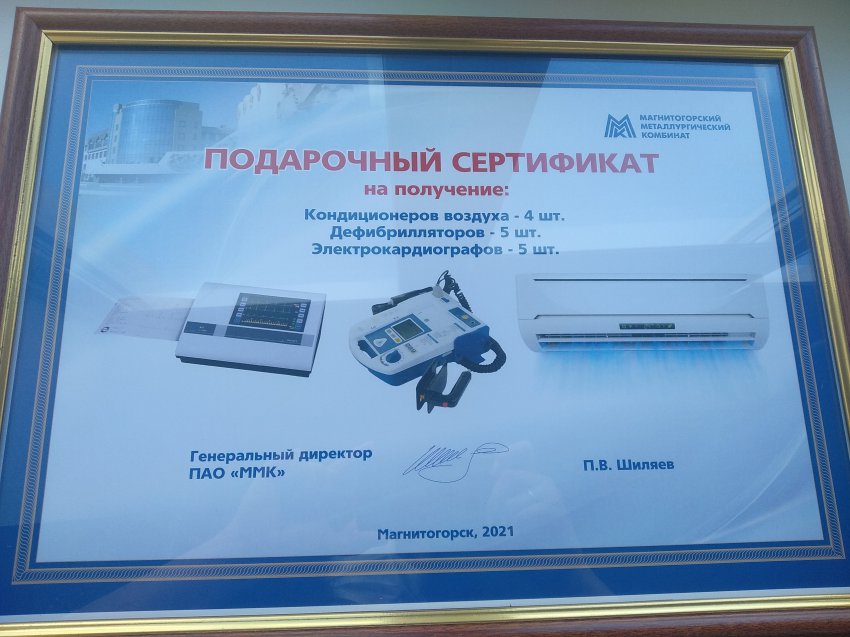 МАГНИТОГОРСКИЙ
МЕТАЛЛУРГИЧЕСКИЙ
КОМБИНАТ
ПОДАРОЧНЫЙ СЕРТИФИКАТ
на получение:
Кондиционеров воздуха - 4 шт.
Дефибрилляторов - 5 шт.
Электрокардиографов - 5 шт.
Генеральный директор
ПАО «ММК»
П.В. Шиляев
Магнитогорск, 2021